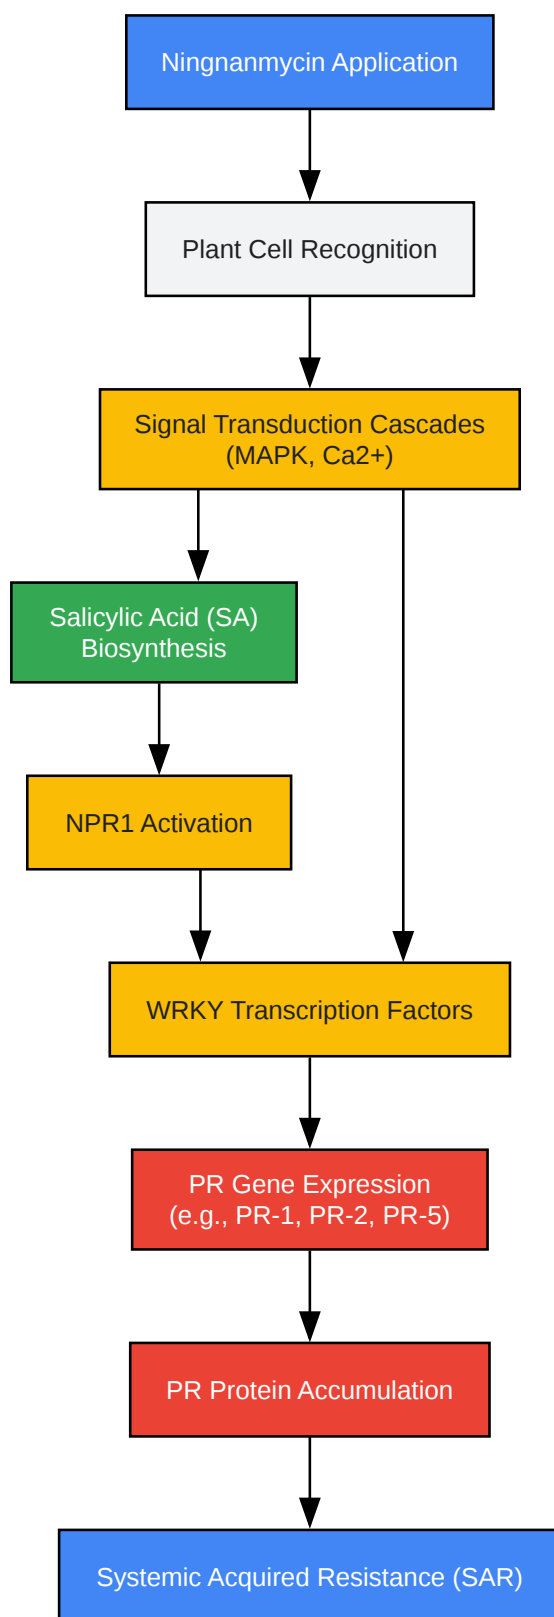 Ningnanmycin Application
Plant Cell Recognition
Signal Transduction Cascades
(MAPK, Ca2+)
Salicylic Acid (SA)
Biosynthesis
NPR1 Activation
WRKY Transcription Factors
PR Gene Expression
(e.g., PR-1, PR-2, PR-5)
PR Protein Accumulation
Systemic Acquired Resistance (SAR)